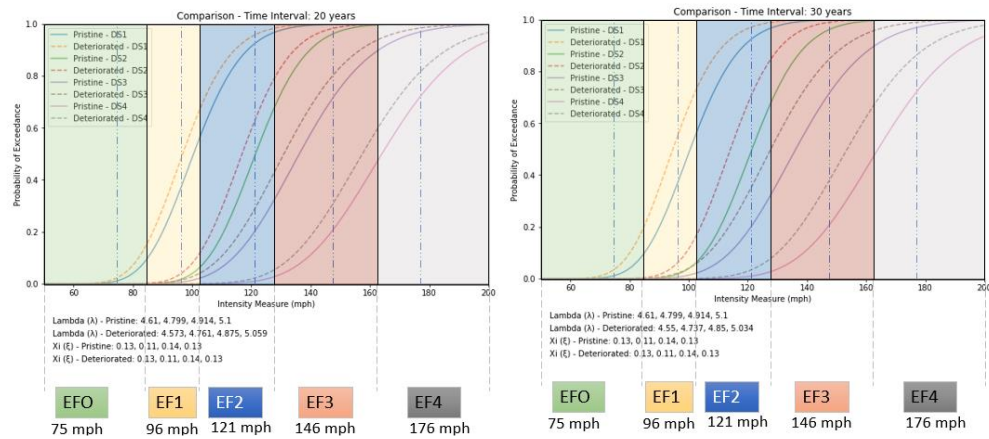 Comparison - Time Interval: 20 years
Pristine - DS1
Deteriorated - DS1
Pristine - DS2
Deteriorated - DS2
Pristine - DS3
Deteriorated - DS3
Pristine - DS4
Deteriorated - DS4
Probability of Exceedance
1.0
0.8
0.6
0.4
0.2
0.0
60 80 100 120 140 160 180 200
Intensity Measure (mph)
Lambda (λ) - Pristine: 4.61, 4.799, 4.914, 5.1
Lambda (λ) - Deteriorated: 4.573, 4.761, 4.875, 5.059
Xi (ξ) - Pristine: 0.13, 0.11, 0.14, 0.13
Xi (ξ) - Deteriorated: 0.13, 0.11, 0.14, 0.13
EFO EF1 EF2 EF3 EF4
75 mph 96 mph 121 mph 146 mph 176 mph
Comparison - Time Interval: 30 years
Pristine - DS1
Deteriorated - DS1
Pristine - DS2
Deteriorated - DS2
Pristine - DS3
Deteriorated - DS3
Pristine - DS4
Deteriorated - DS4
Probability of Exceedance
1.0
0.8
0.6
0.4
0.2
0.0
60 80 100 120 140 160 180 200
Intensity Measure (mph)
Lambda (λ) - Pristine: 4.61, 4.799, 4.914, 5.1
Lambda (λ) - Deteriorated: 4.55, 4.737, 4.85, 5.034
Xi (ξ) - Pristine: 0.13, 0.11, 0.14, 0.13
Xi (ξ) - Deteriorated: 0.13, 0.11, 0.14, 0.13
EFO EF1 EF2 EF3 EF4
75 mph 96 mph 121 mph 146 mph 176 mph